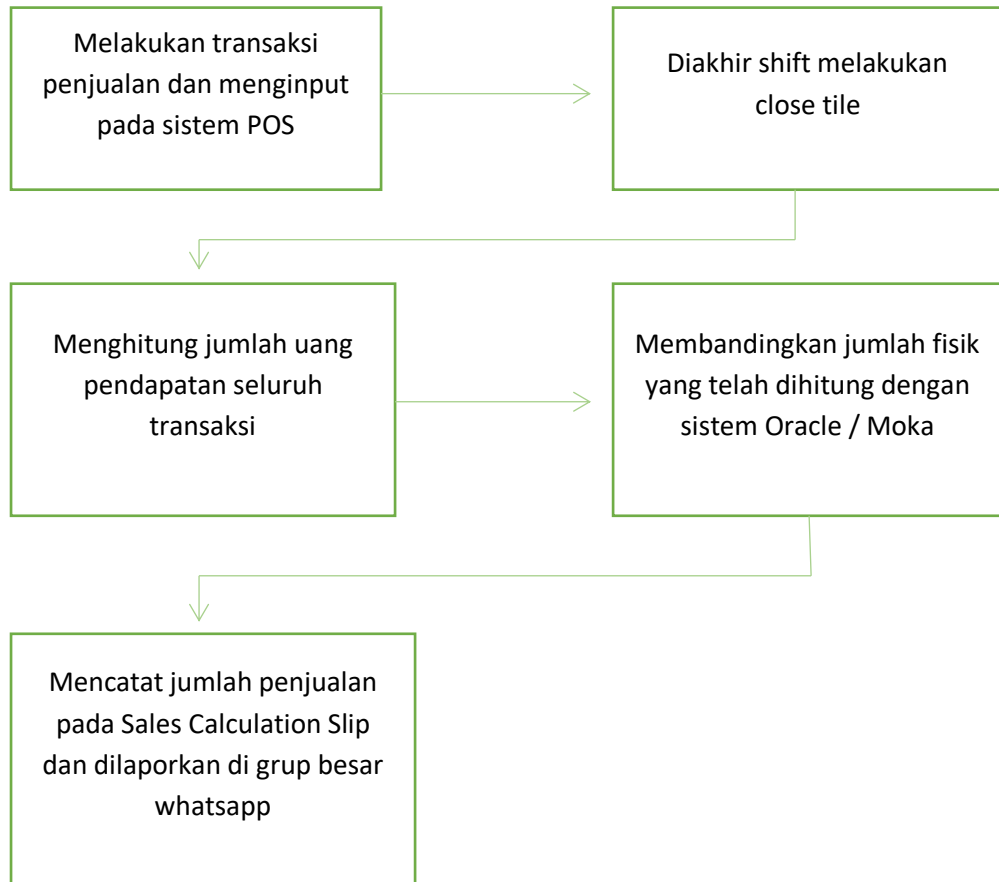 Melakukan transaksi
penjualan dan menginput
pada sistem POS
Diakhir shift melakukan
close tile
Menghitung jumlah uang
pendapatan seluruh
transaksi
Membandingkan jumlah fisik
yang telah dihitung dengan
sistem Oracle / Moka
Mencatat jumlah penjualan
pada Sales Calculation Slip
dan dilaporkan di grup besar
whatsapp